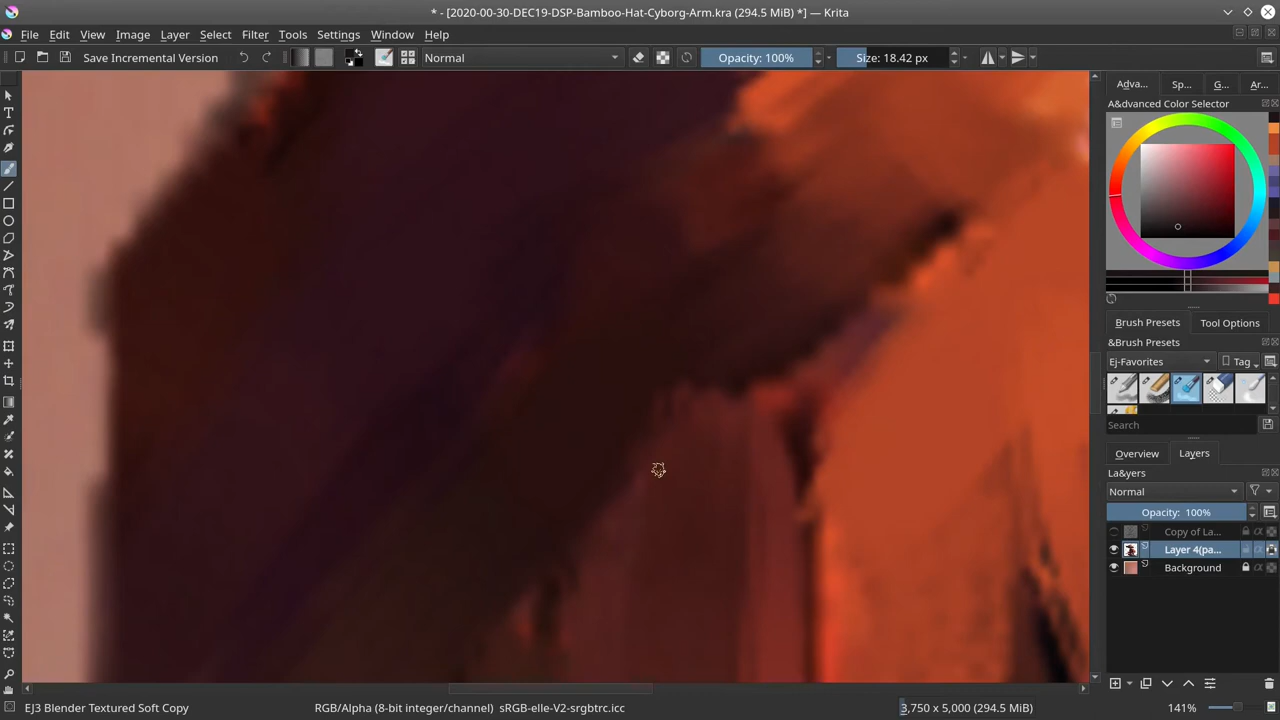 * - [2020-00-30-DEC19-DSP-Bamboo-Hat-Cyborg-Arm.kra (294.5 MiB) *] — Krita
File Edit View Image Layer Select Filter Tools Settings Window Help
Save Incremental Version Normal Opacity: 100% Size: 18.42 px
Adva... Sp... G... Ar...
A&dvanced Color Selector
Brush Presets Tool Options
&Brush Presets
Ej-Favorites Tag
Search
Overview Layers
La&yers
Normal
Opacity: 100%
Copy of La...
Layer 4(pa...
Background
EJ3 Blender Textured Soft Copy RGB/Alpha (8-bit integer/channel) sRGB-elle-V2-srgbtrc.icc 3,750 x 5,000 (294.5 MiB) 141%